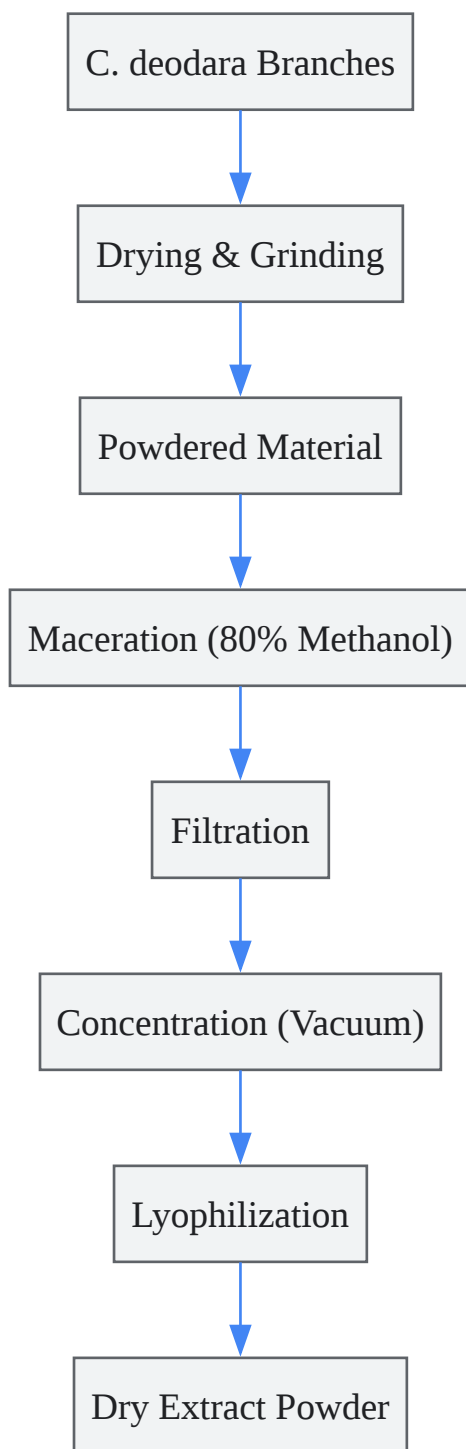 C. deodara Branches
Drying & Grinding
Powdered Material
Maceration (80% Methanol)
Filtration
Concentration (Vacuum)
Lyophilization
Dry Extract Powder